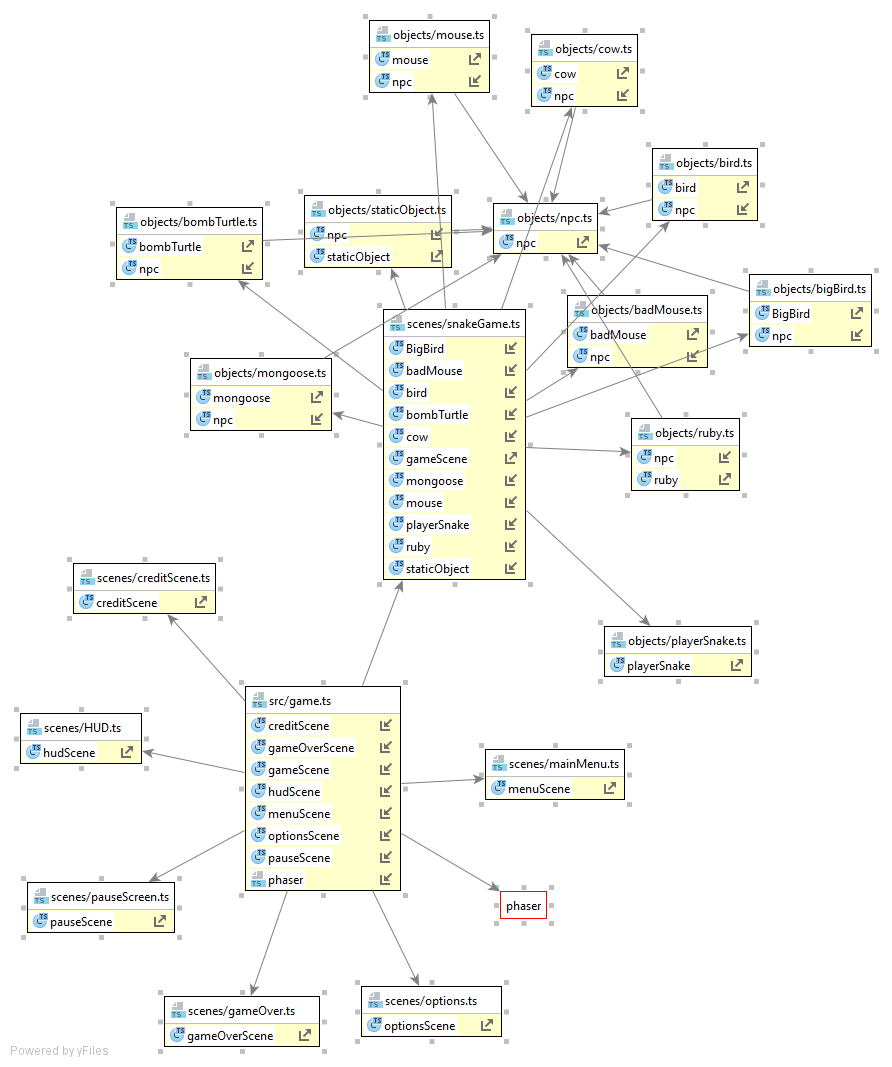 objects/mouse.ts
mouse
npc
objects/cow.ts
cow
npc
objects/bird.ts
bird
npc
objects/staticObject.ts
npc
staticObject
objects/npc.ts
npc
objects/bombTurtle.ts
bombTurtle
npc
objects/bigBird.ts
BigBird
npc
objects/badMouse.ts
badMouse
npc
scenes/snakeGame.ts
BigBird
badMouse
bird
bombTurtle
cow
gameScene
mongoose
mouse
playerSnake
ruby
staticObject
objects/mongoose.ts
mongoose
npc
objects/ruby.ts
npc
ruby
scenes/creditScene.ts
creditScene
objects/playerSnake.ts
playerSnake
src/game.ts
creditScene
gameOverScene
gameScene
hudScene
menuScene
optionsScene
pauseScene
phaser
scenes/HUD.ts
hudScene
scenes/mainMenu.ts
menuScene
scenes/pauseScreen.ts
pauseScene
phaser
scenes/gameOver.ts
gameOverScene
scenes/options.ts
optionsScene
Powered by yFiles